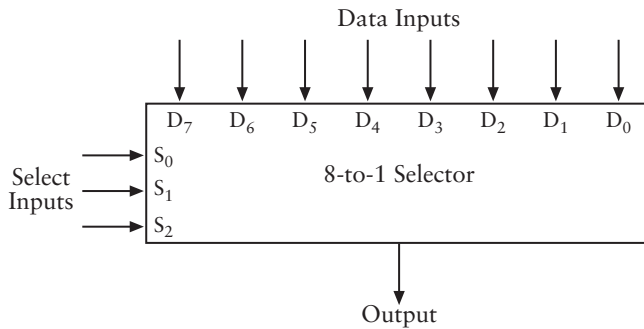 Data Inputs
D₇ D₆ D₅ D₄ D₃ D₂ D₁ D₀
S₀
8-to-1 Selector
Select
Inputs
S₁
S₂
Output